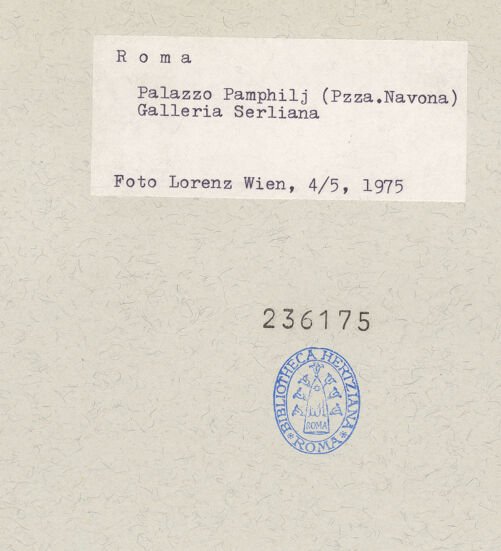 R o m a
Palazzo Pamphilj (Pzza.Navona)
Galleria Serliana
Foto Lorenz Wien, 4/5, 1975
236175
BIBLIOTHECA HERTZIANA
ROMA
* ROMA *